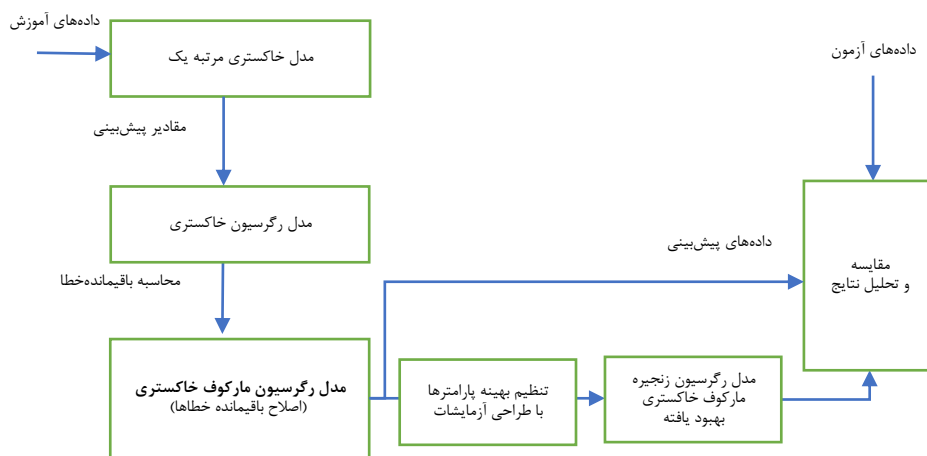 داده‌های آموزش
مدل خاکستری مرتبه یک
داده‌های آزمون
مقادیر پیش‌بینی
مدل رگرسیون خاکستری
داده‌های پیش‌بینی
مقایسه
و تحلیل نتایج
محاسبه باقیمانده‌خطا
مدل رگرسیون مارکوف خاکستری
(اصلاح باقیمانده خطاها)
تنظیم بهینه پارامترها
با طراحی آزمایشات
مدل رگرسیون زنجیره
مارکوف خاکستری
بهبود یافته